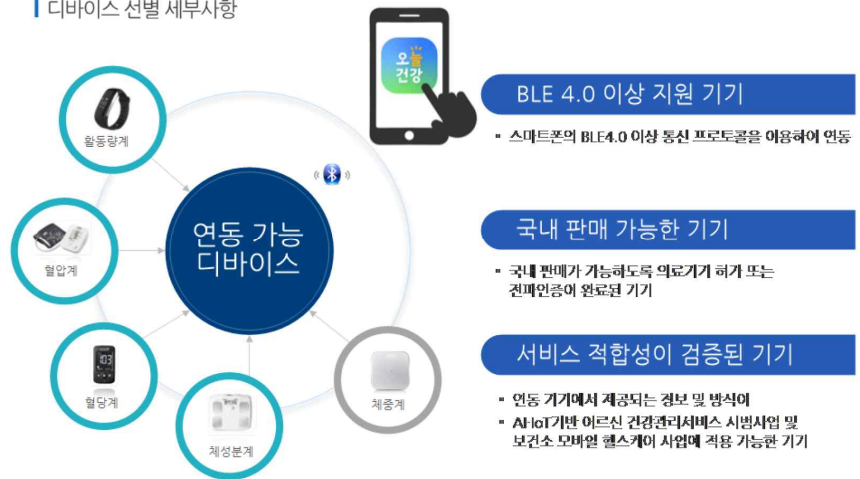 디바이스 선별 세부사항
오늘
건강
BLE 4.0 이상 지원 기기
스마트폰의 BLE4.0 이상 통신 프로토콜을 이용하여 연동
활동량계
연동 가능
디바이스
혈압계
국내 판매 가능한 기기
국내 판매가 가능하도록 의료기기 허가 또는
전파인증이 완료된 기기
103
혈당계
체성분계
체중계
서비스 적합성이 검증된 기기
연동 기기에서 제공되는 정보 및 방식이
AI·IoT기반 어르신 건강관리서비스 시범사업 및
보건소 모바일 헬스케어 사업에 적용 가능한 기기